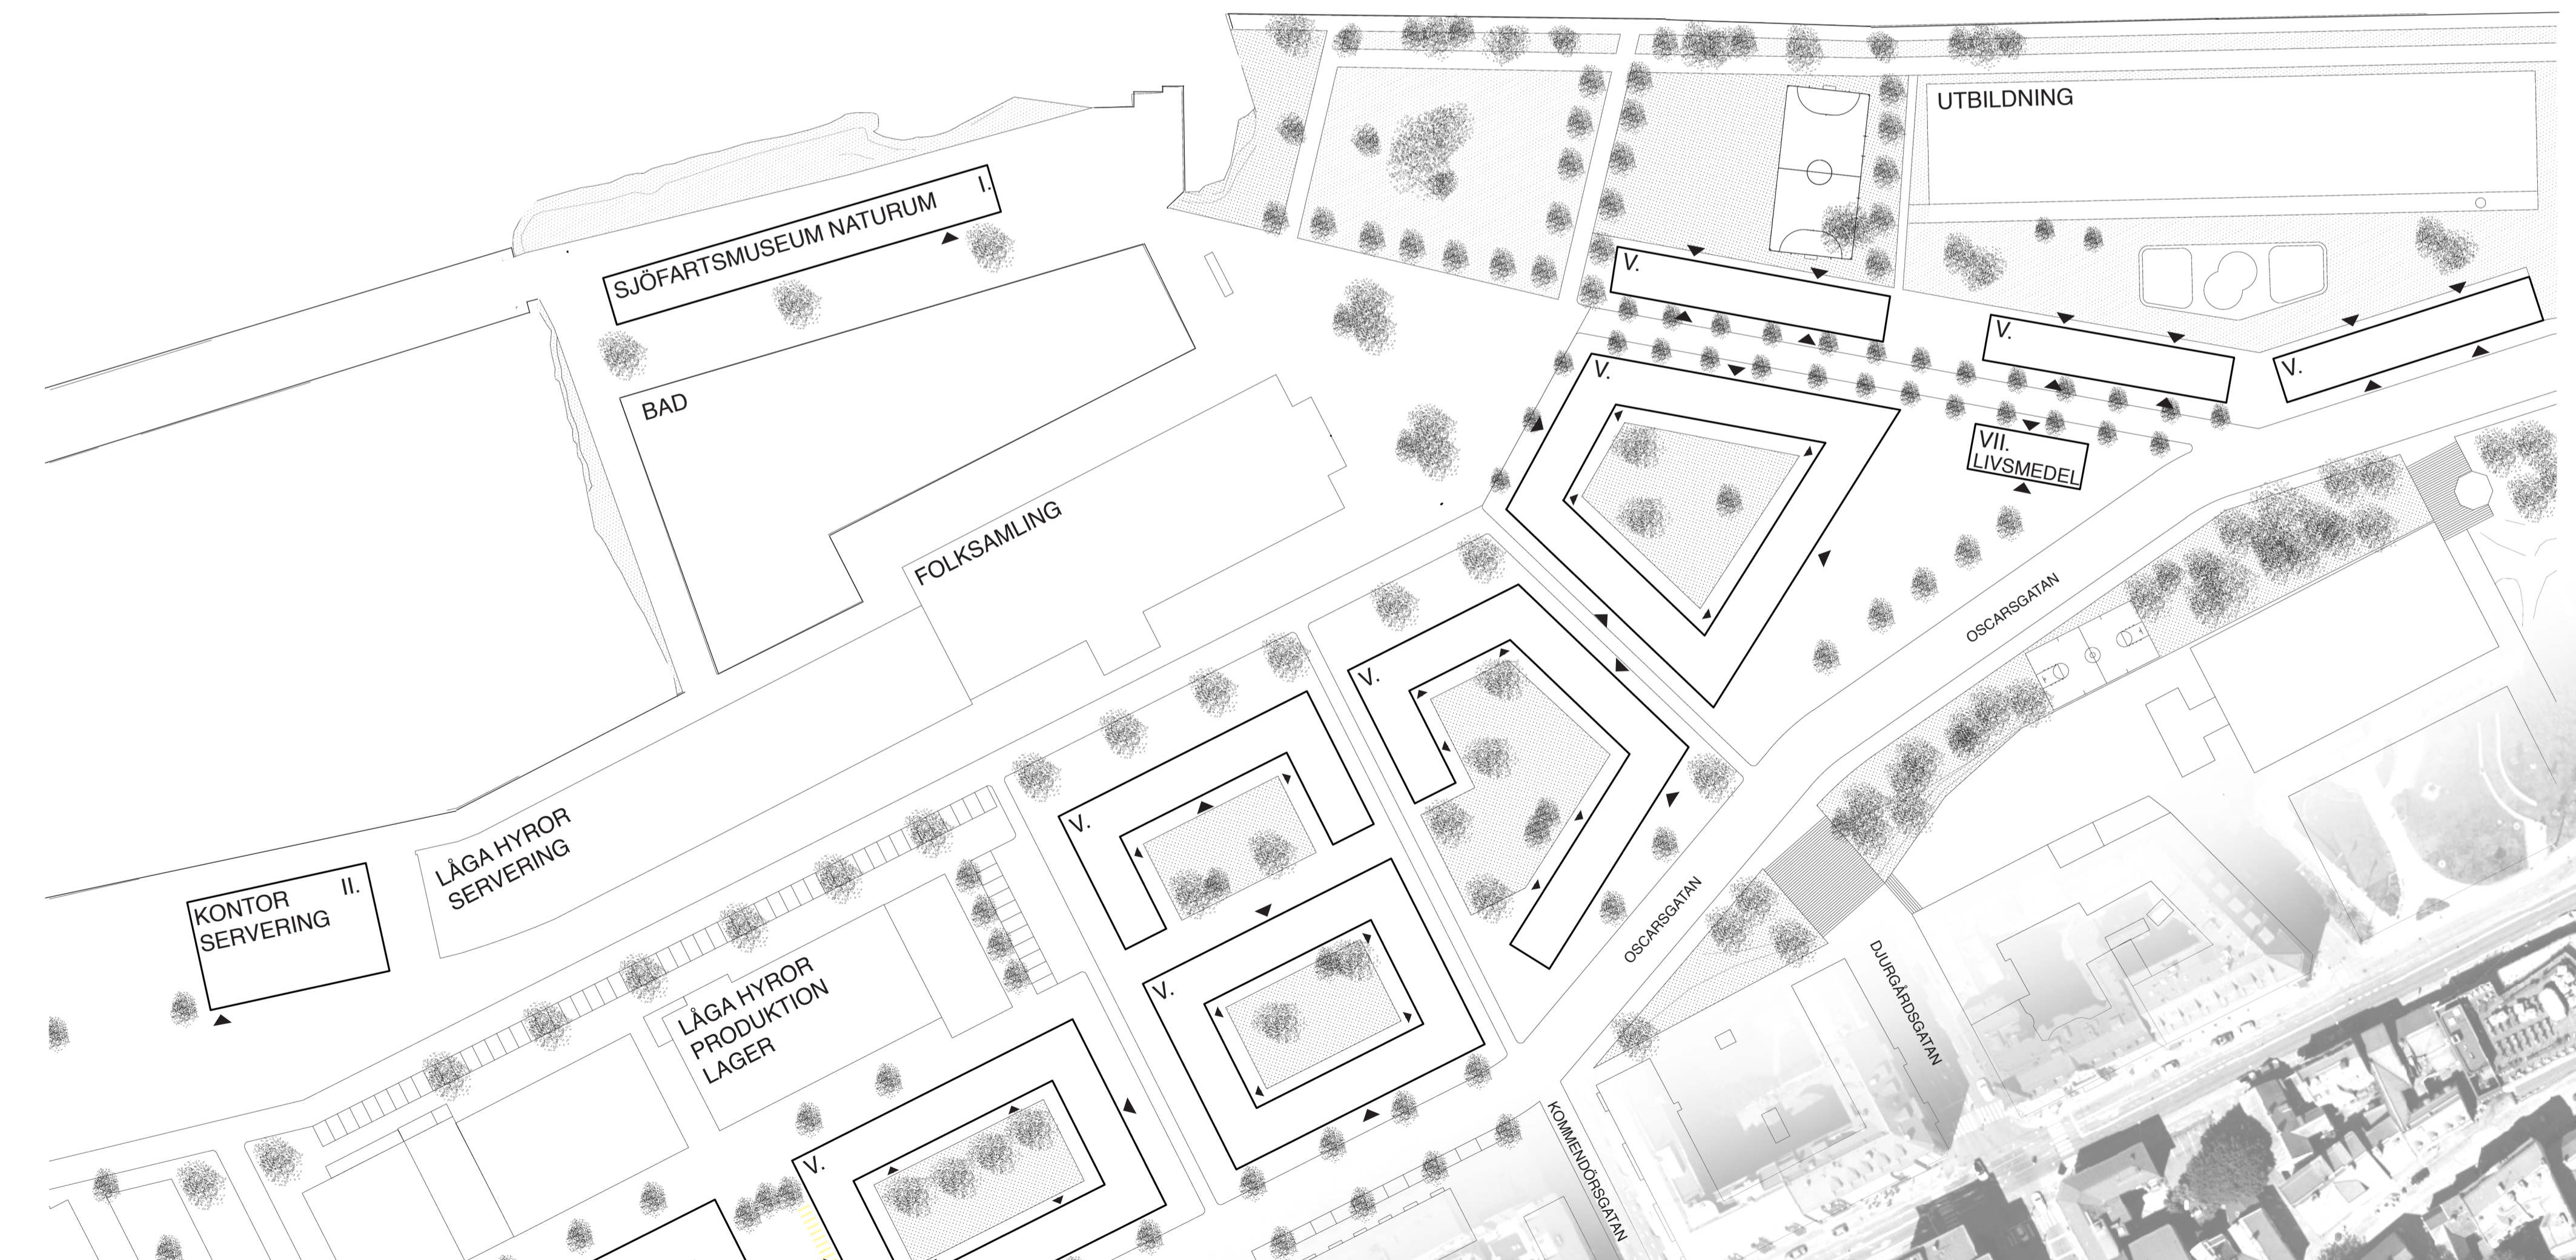 UTBILDNING
I.
SJÖFARTSMUSEUM NATURUM
V.
V.
V.
V.
BAD
VII.
LIVSMEDEL
FOLKSAMLING
OSCARSGATAN
V.
V.
LÅGA HYROR
SERVERING
KONTOR
SERVERING
II.
OSCARSGATAN
DJURGÅRDSGATAN
LÅGA HYROR
PRODUKTION
LAGER
V.
V.
KOMMENDÖRSGATAN